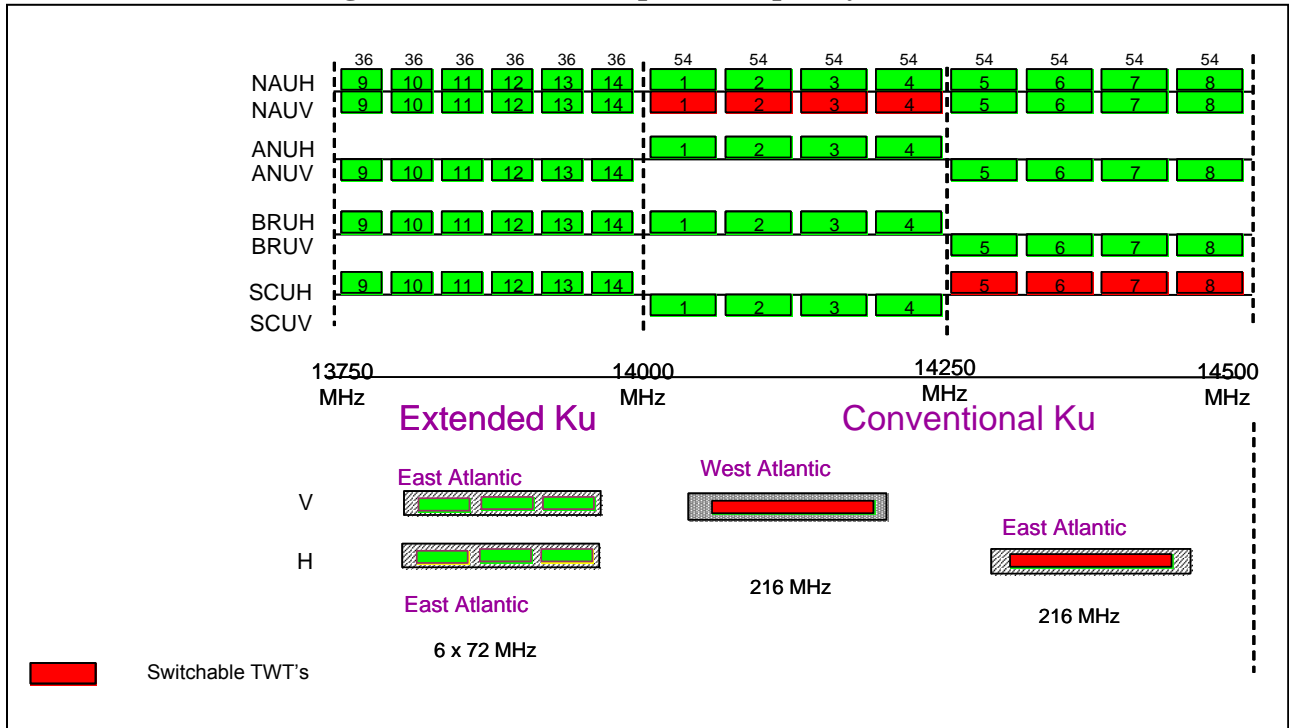 36 36 36 36 36 36 54 54 54 54 54 54 54 54
NAUH 9 10 11 12 13 14 1 2 3 4 5 6 7 8
NAUV 9 10 11 12 13 14 1 2 3 4 5 6 7 8
ANUH 1 2 3 4
ANUV 9 10 11 12 13 14 5 6 7 8
BRUH 9 10 11 12 13 14 1 2 3 4
BRUV 5 6 7 8
SCUH 9 10 11 12 13 14 5 6 7 8
SCUV 1 2 3 4
13750 14000 14250 14500
MHz MHz MHz MHz
Extended Ku Conventional Ku
East Atlantic West Atlantic
V
East Atlantic
H
216 MHz
East Atlantic
216 MHz
6 x 72 MHz
Switchable TWT's